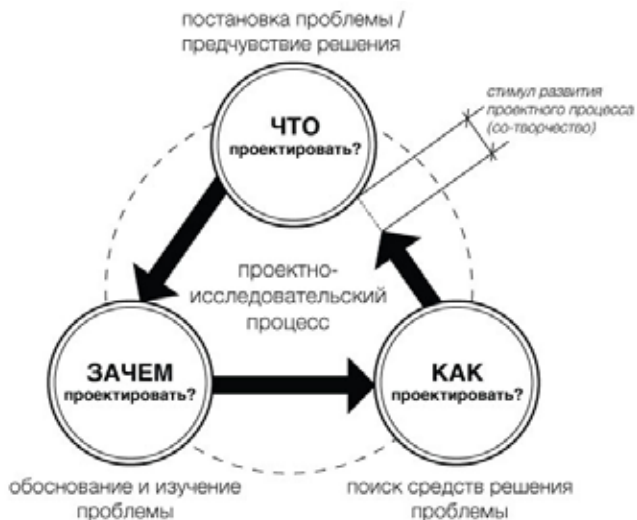 постановка проблемы /
предчувствие решения
стимул развития
проектного процесса
(со-творчество)
ЧТО
проектировать?
проектно-
исследовательский
процесс
ЗАЧЕМ
проектировать?
КАК
проектировать?
обоснование и изучение
проблемы
поиск средств решения
проблемы